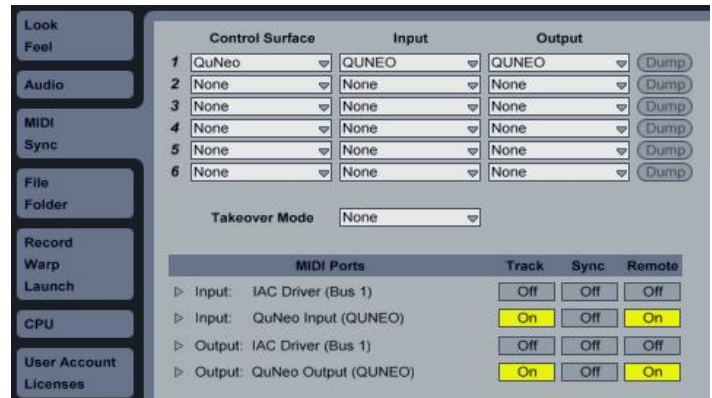 Look
Feel
Audio
MIDI
Sync
File
Folder
Record
Warp
Launch
CPU
User Account
Licenses
Control Surface Input Output
1 QuNeo QUNEO QUNEO Dump
2 None None None Dump
3 None None None Dump
4 None None None Dump
5 None None None Dump
6 None None None Dump
Takeover Mode None
MIDI Ports Track Sync Remote
Input: IAC Driver (Bus 1) Off Off Off
Input: QuNeo Input (QUNEO) On Off On
Output: IAC Driver (Bus 1) Off Off Off
Output: QuNeo Output (QUNEO) On Off On